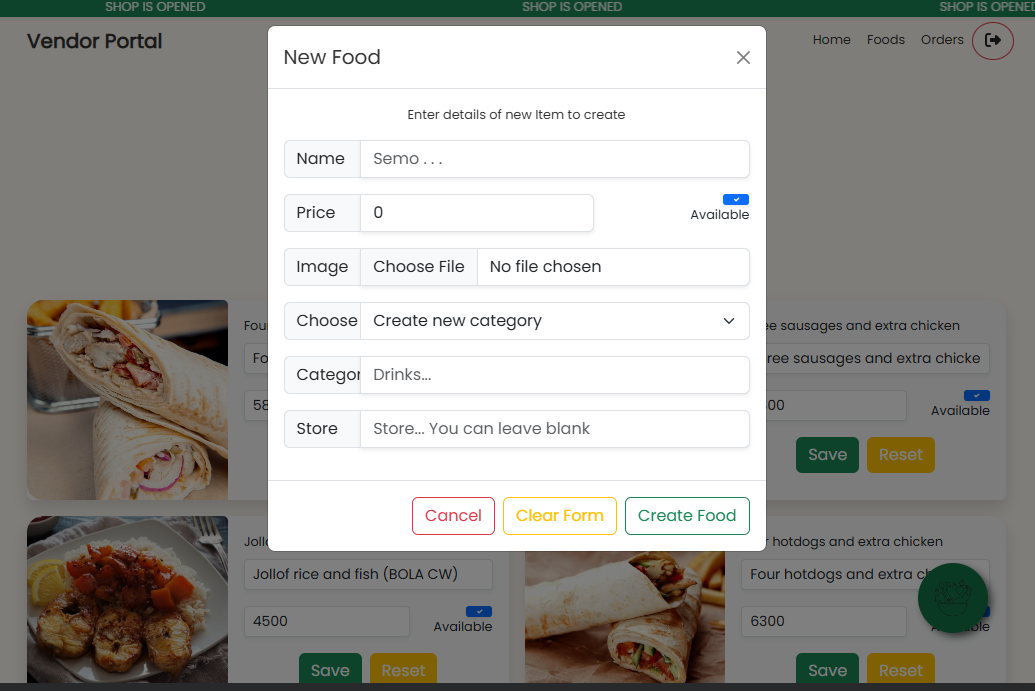 SHOP IS OPENED SHOP IS OPENED SHOP IS OPENED
Vendor Portal
Home Foods Orders
New Food
Enter details of new Item to create
Name Semo . . .
Price 0
Available
Image Choose File No file chosen
Choose Create new category
Categor Drinks...
Store Store... You can leave blank
Cancel Clear Form Create Food
Four
sausages and extra chicken
sausages and extra chicke
58
00
Available
Save Reset
Jollo
hotdogs and extra chicken
Jollof rice and fish (BOLA CW)
Four hotdogs and extra c
4500
Available
6300
Save Reset
Save Reset